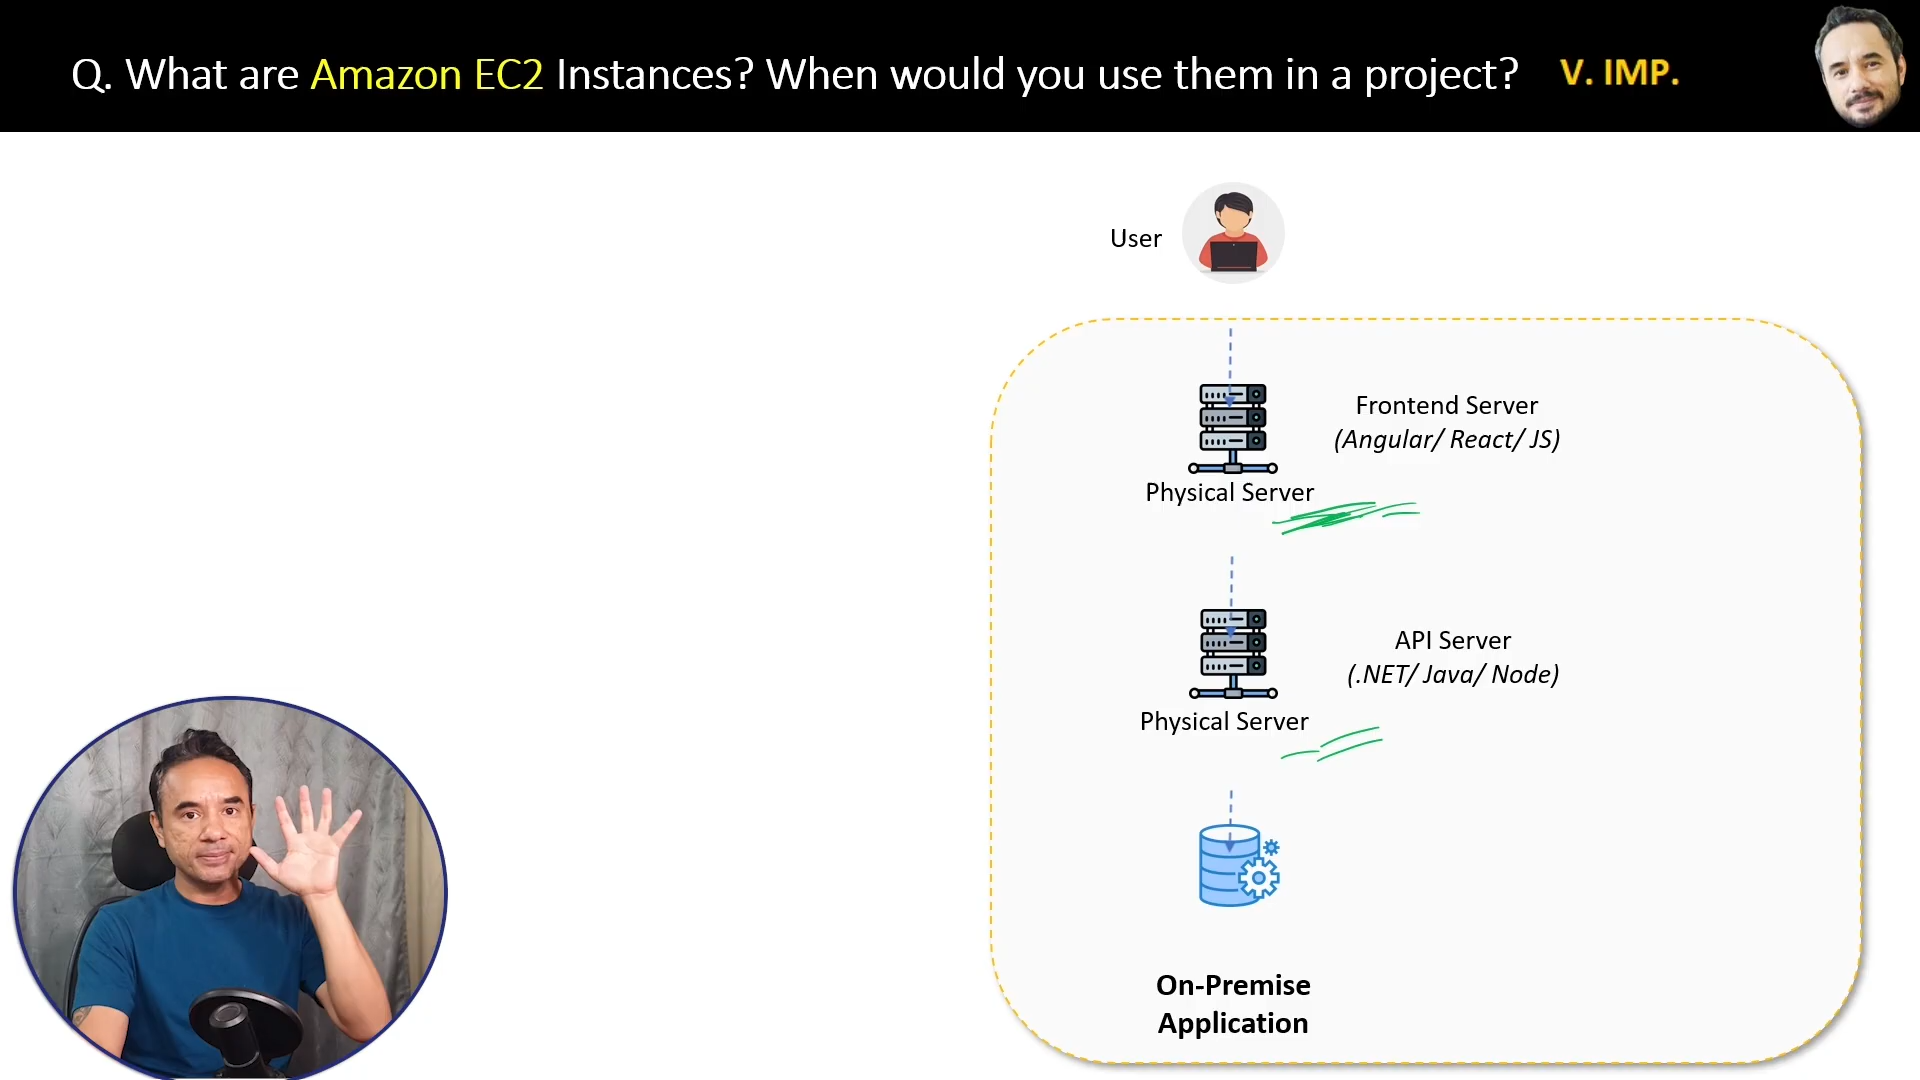 Q. What are Amazon EC2 Instances? When would you use them in a project? V. IMP.
User
Frontend Server
(Angular/ React/ JS)
Physical Server
API Server
(.NET/ Java/ Node)
Physical Server
On-Premise
Application